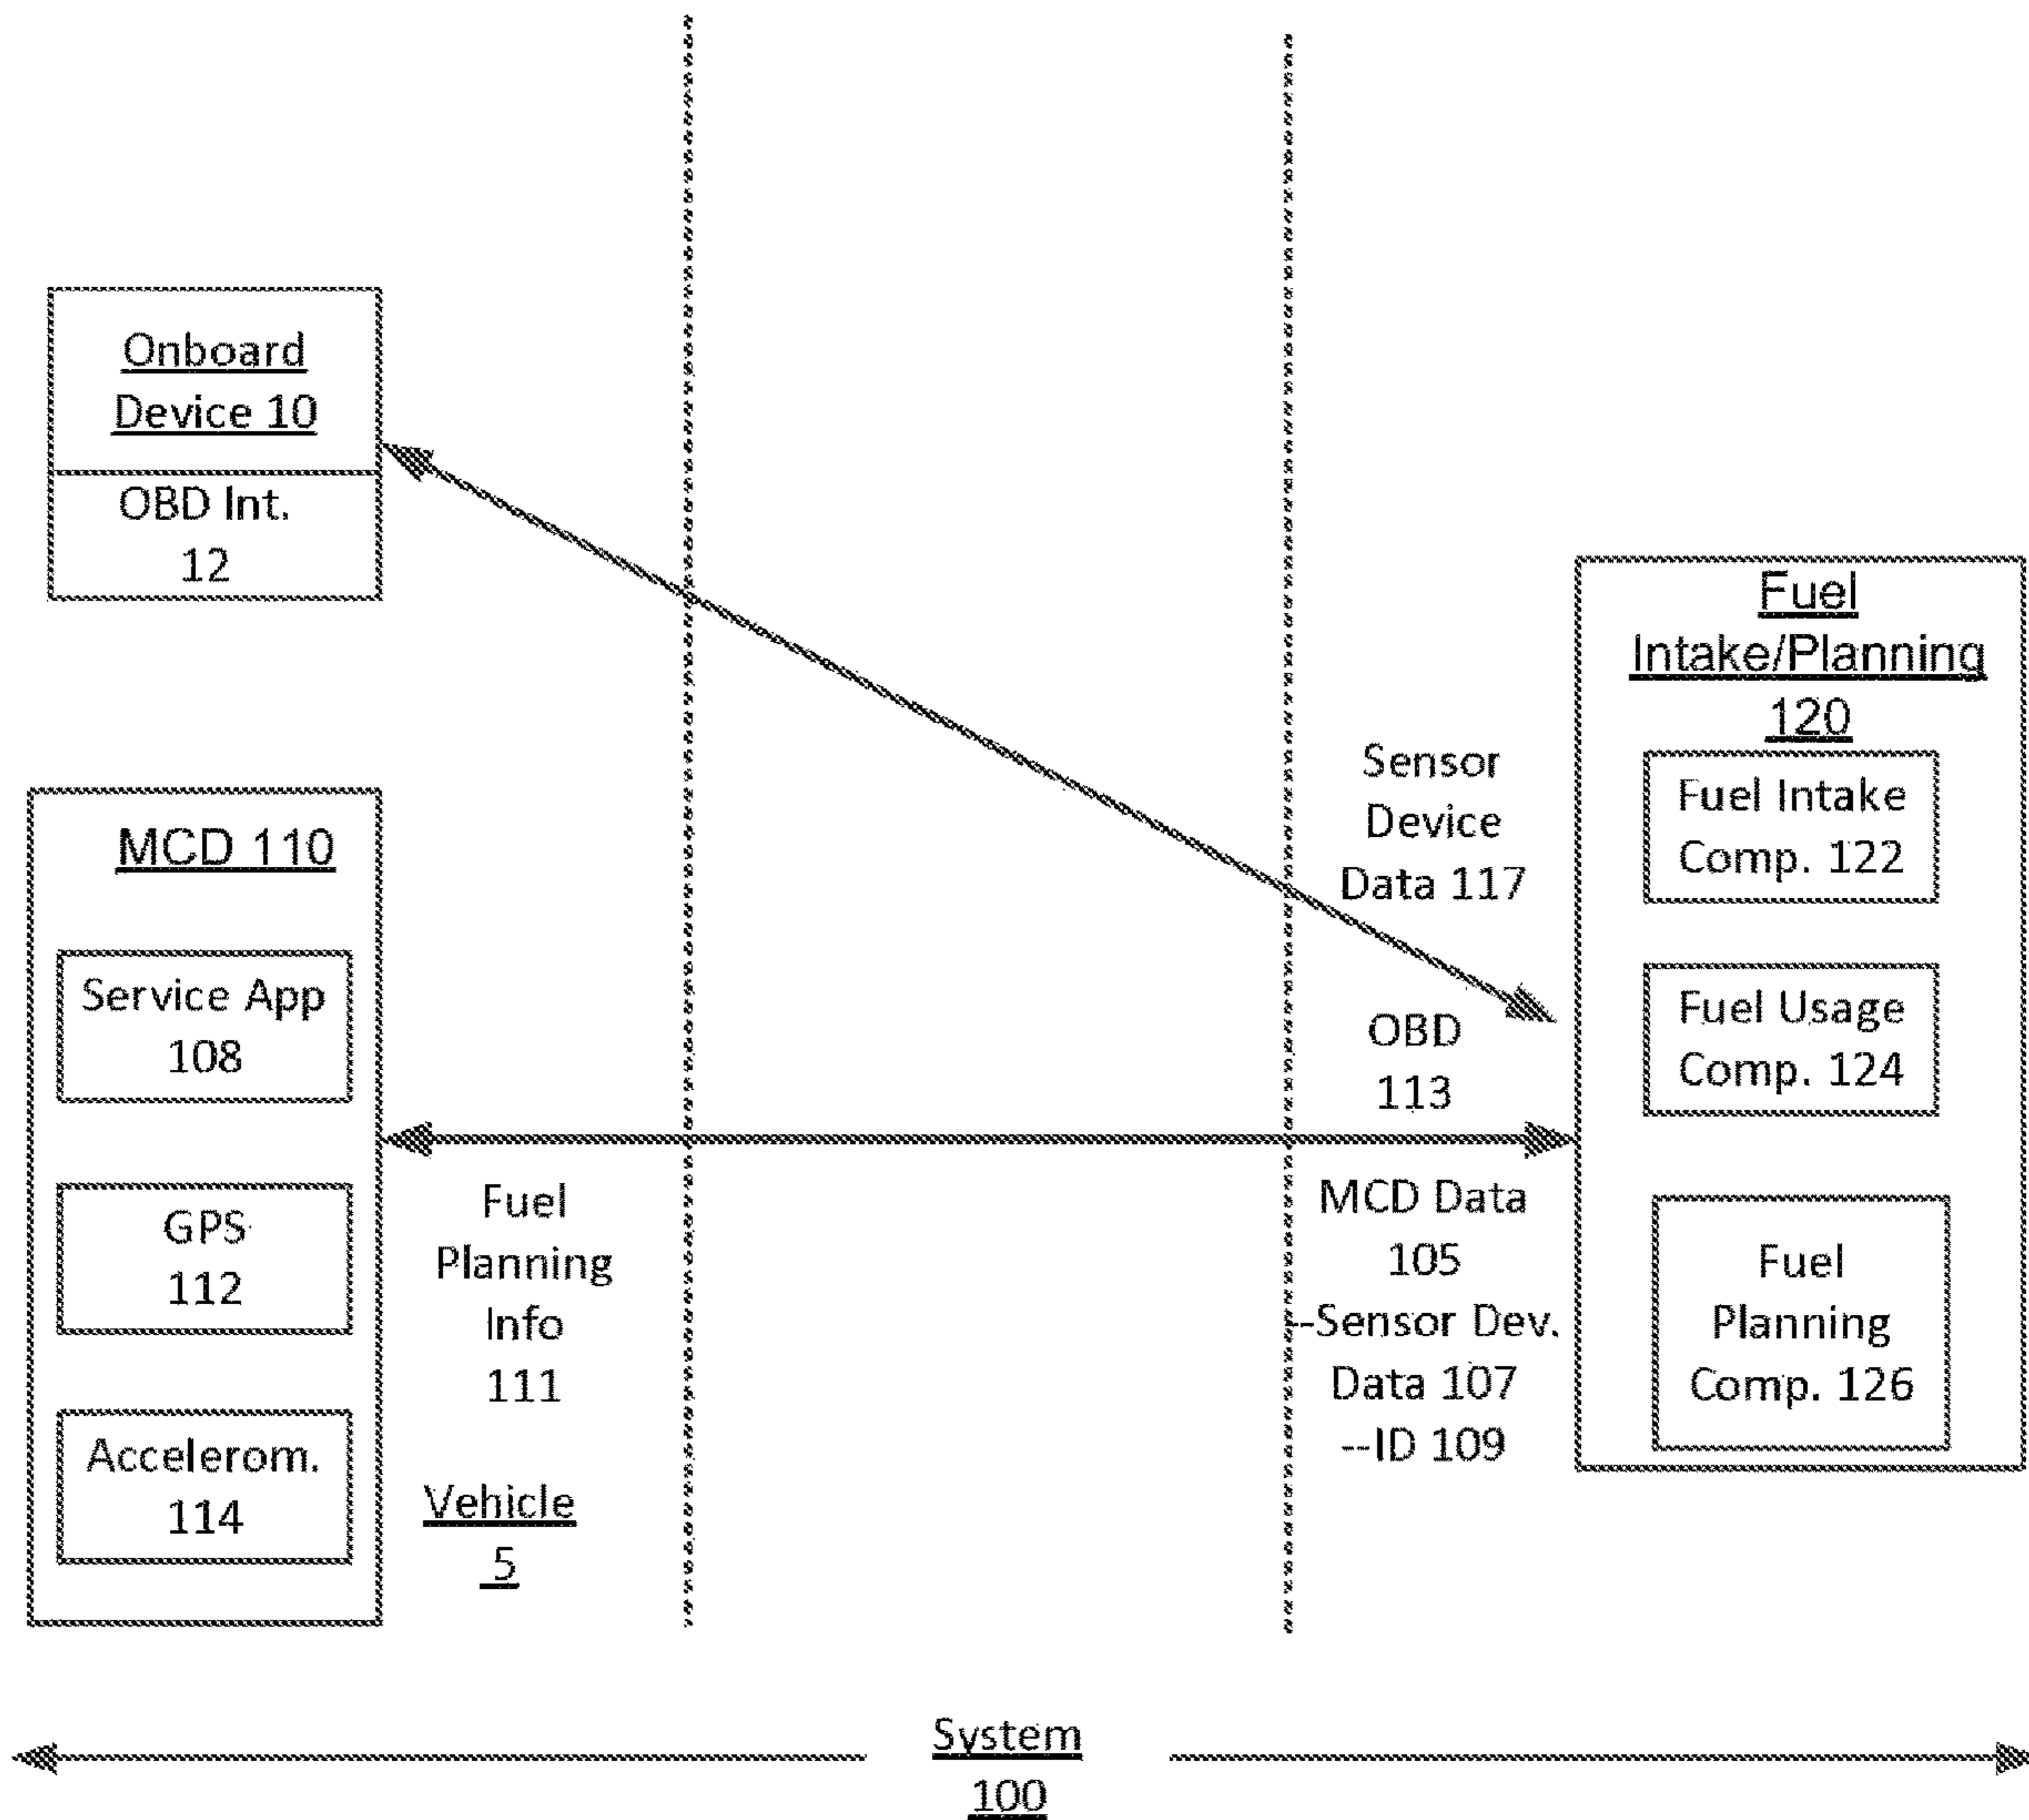 Onboard
Device 10
OBD Int.
12
MCD 110
Service App
108
GPS
112
Accelerom.
114
Fuel
Planning
Info
111
Vehicle
5
Sensor
Device
Data 117
OBD
113
MCD Data
105
--Sensor Dev.
Data 107
--ID 109
Fuel
Intake/Planning
120
Fuel Intake
Comp. 122
Fuel Usage
Comp. 124
Fuel
Planning
Comp. 126
System
100